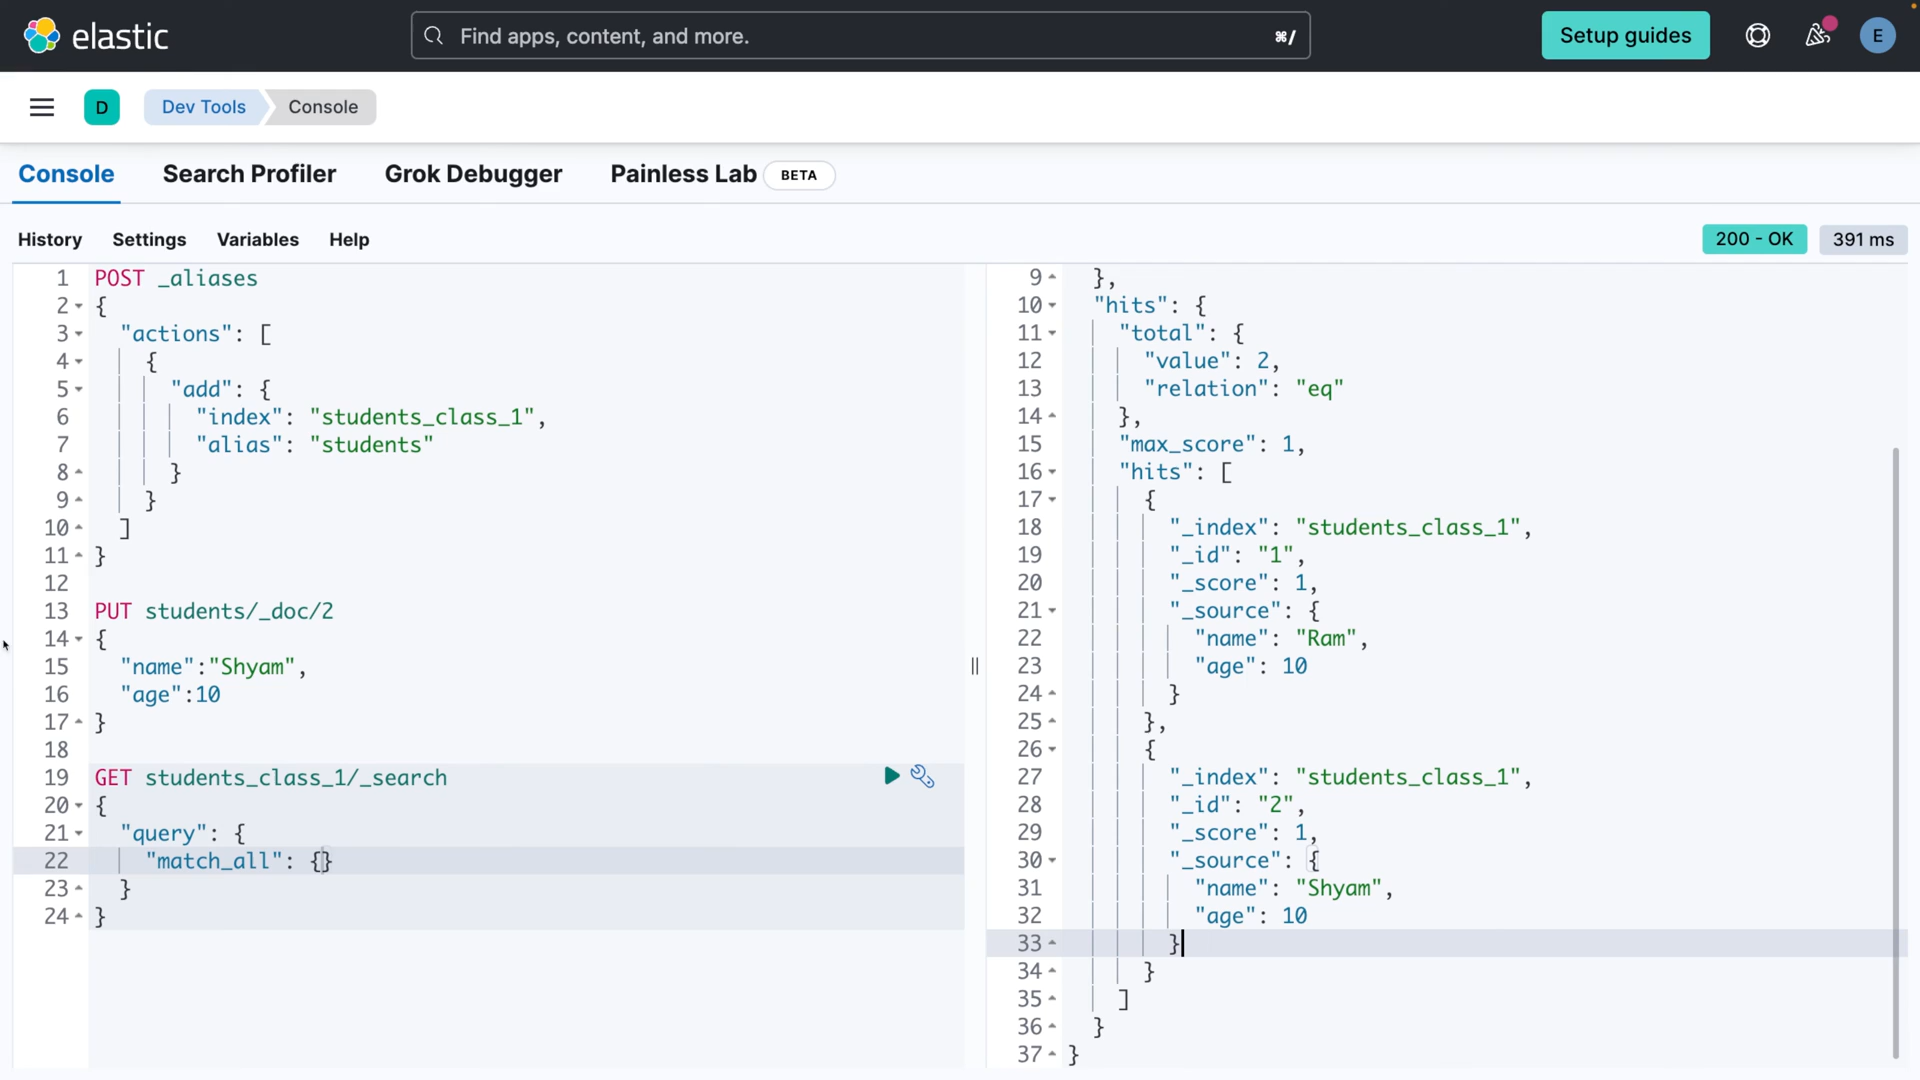 elastic
Find apps, content, and more.
⌘/
Setup guides
E
D
Dev Tools
Console
Console
Search Profiler
Grok Debugger
Painless Lab
BETA
History
Settings
Variables
Help
200 - OK
391 ms
1 POST _aliases
2 {
3 "actions": [
4 {
5 "add": {
6 "index": "students_class_1",
7 "alias": "students"
8 }
9 }
10 ]
11 }
12
13 PUT students/_doc/2
14 {
15 "name":"Shyam",
16 "age":10
17 }
18
19 GET students_class_1/_search
20 {
21 "query": {
22 "match_all": {}
23 }
24 }
9 },
10 "hits": {
11 "total": {
12 "value": 2,
13 "relation": "eq"
14 },
15 "max_score": 1,
16 "hits": [
17 {
18 "_index": "students_class_1",
19 "_id": "1",
20 "_score": 1,
21 "_source": {
22 "name": "Ram",
23 "age": 10
24 }
25 },
26 {
27 "_index": "students_class_1",
28 "_id": "2",
29 "_score": 1,
30 "_source": {
31 "name": "Shyam",
32 "age": 10
33 }
34 }
35 ]
36 }
37 }